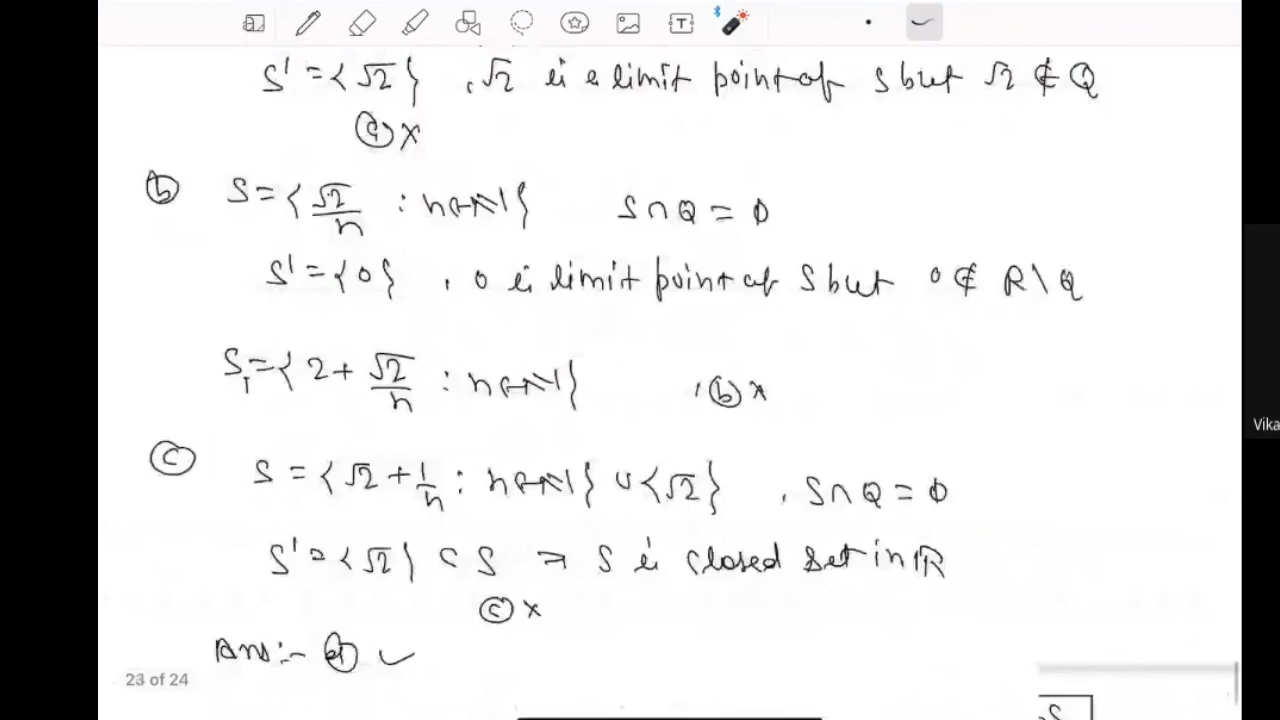 S' = {√2} , √2 is a limit point of S but √2 ∉ Q
ⓐ ×
ⓑ S = {√2/n : n∈N} S∩Q = ϕ
S' = {0} , 0 is limit point of S but 0 ∉ R\Q
S₁ = {2 + √2/n : n∈N} , ⓑ ×
ⓒ S = {√2 + 1/n : n∈N} ∪ {√2} , S∩Q = ϕ
S' = {√2} ⊂ S ⇒ S is closed set in R
ⓒ ×
Ans:- ⓓ ✓
23 of 24
Vika